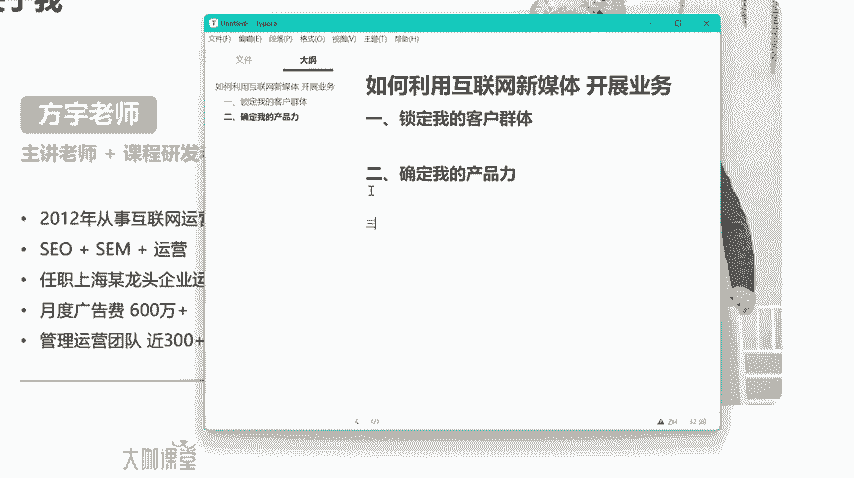 Untitled - Typora
文件(F) 编辑(E) 段落(P) 格式(O) 视图(V) 主题(T) 帮助(H)
文件 大纲
如何利用互联网新媒体 开展业务
一、锁定我的客户群体
二、确定我的产品力
如何利用互联网新媒体 开展业务
一、锁定我的客户群体
二、确定我的产品力
三
方宇老师
主讲老师 + 课程研发
• 2012年从事互联网运营
• SEO + SEM + 运营
• 任职上海某龙头企业运
• 月度广告费 600万+
• 管理运营团队 近300+
大咖课堂